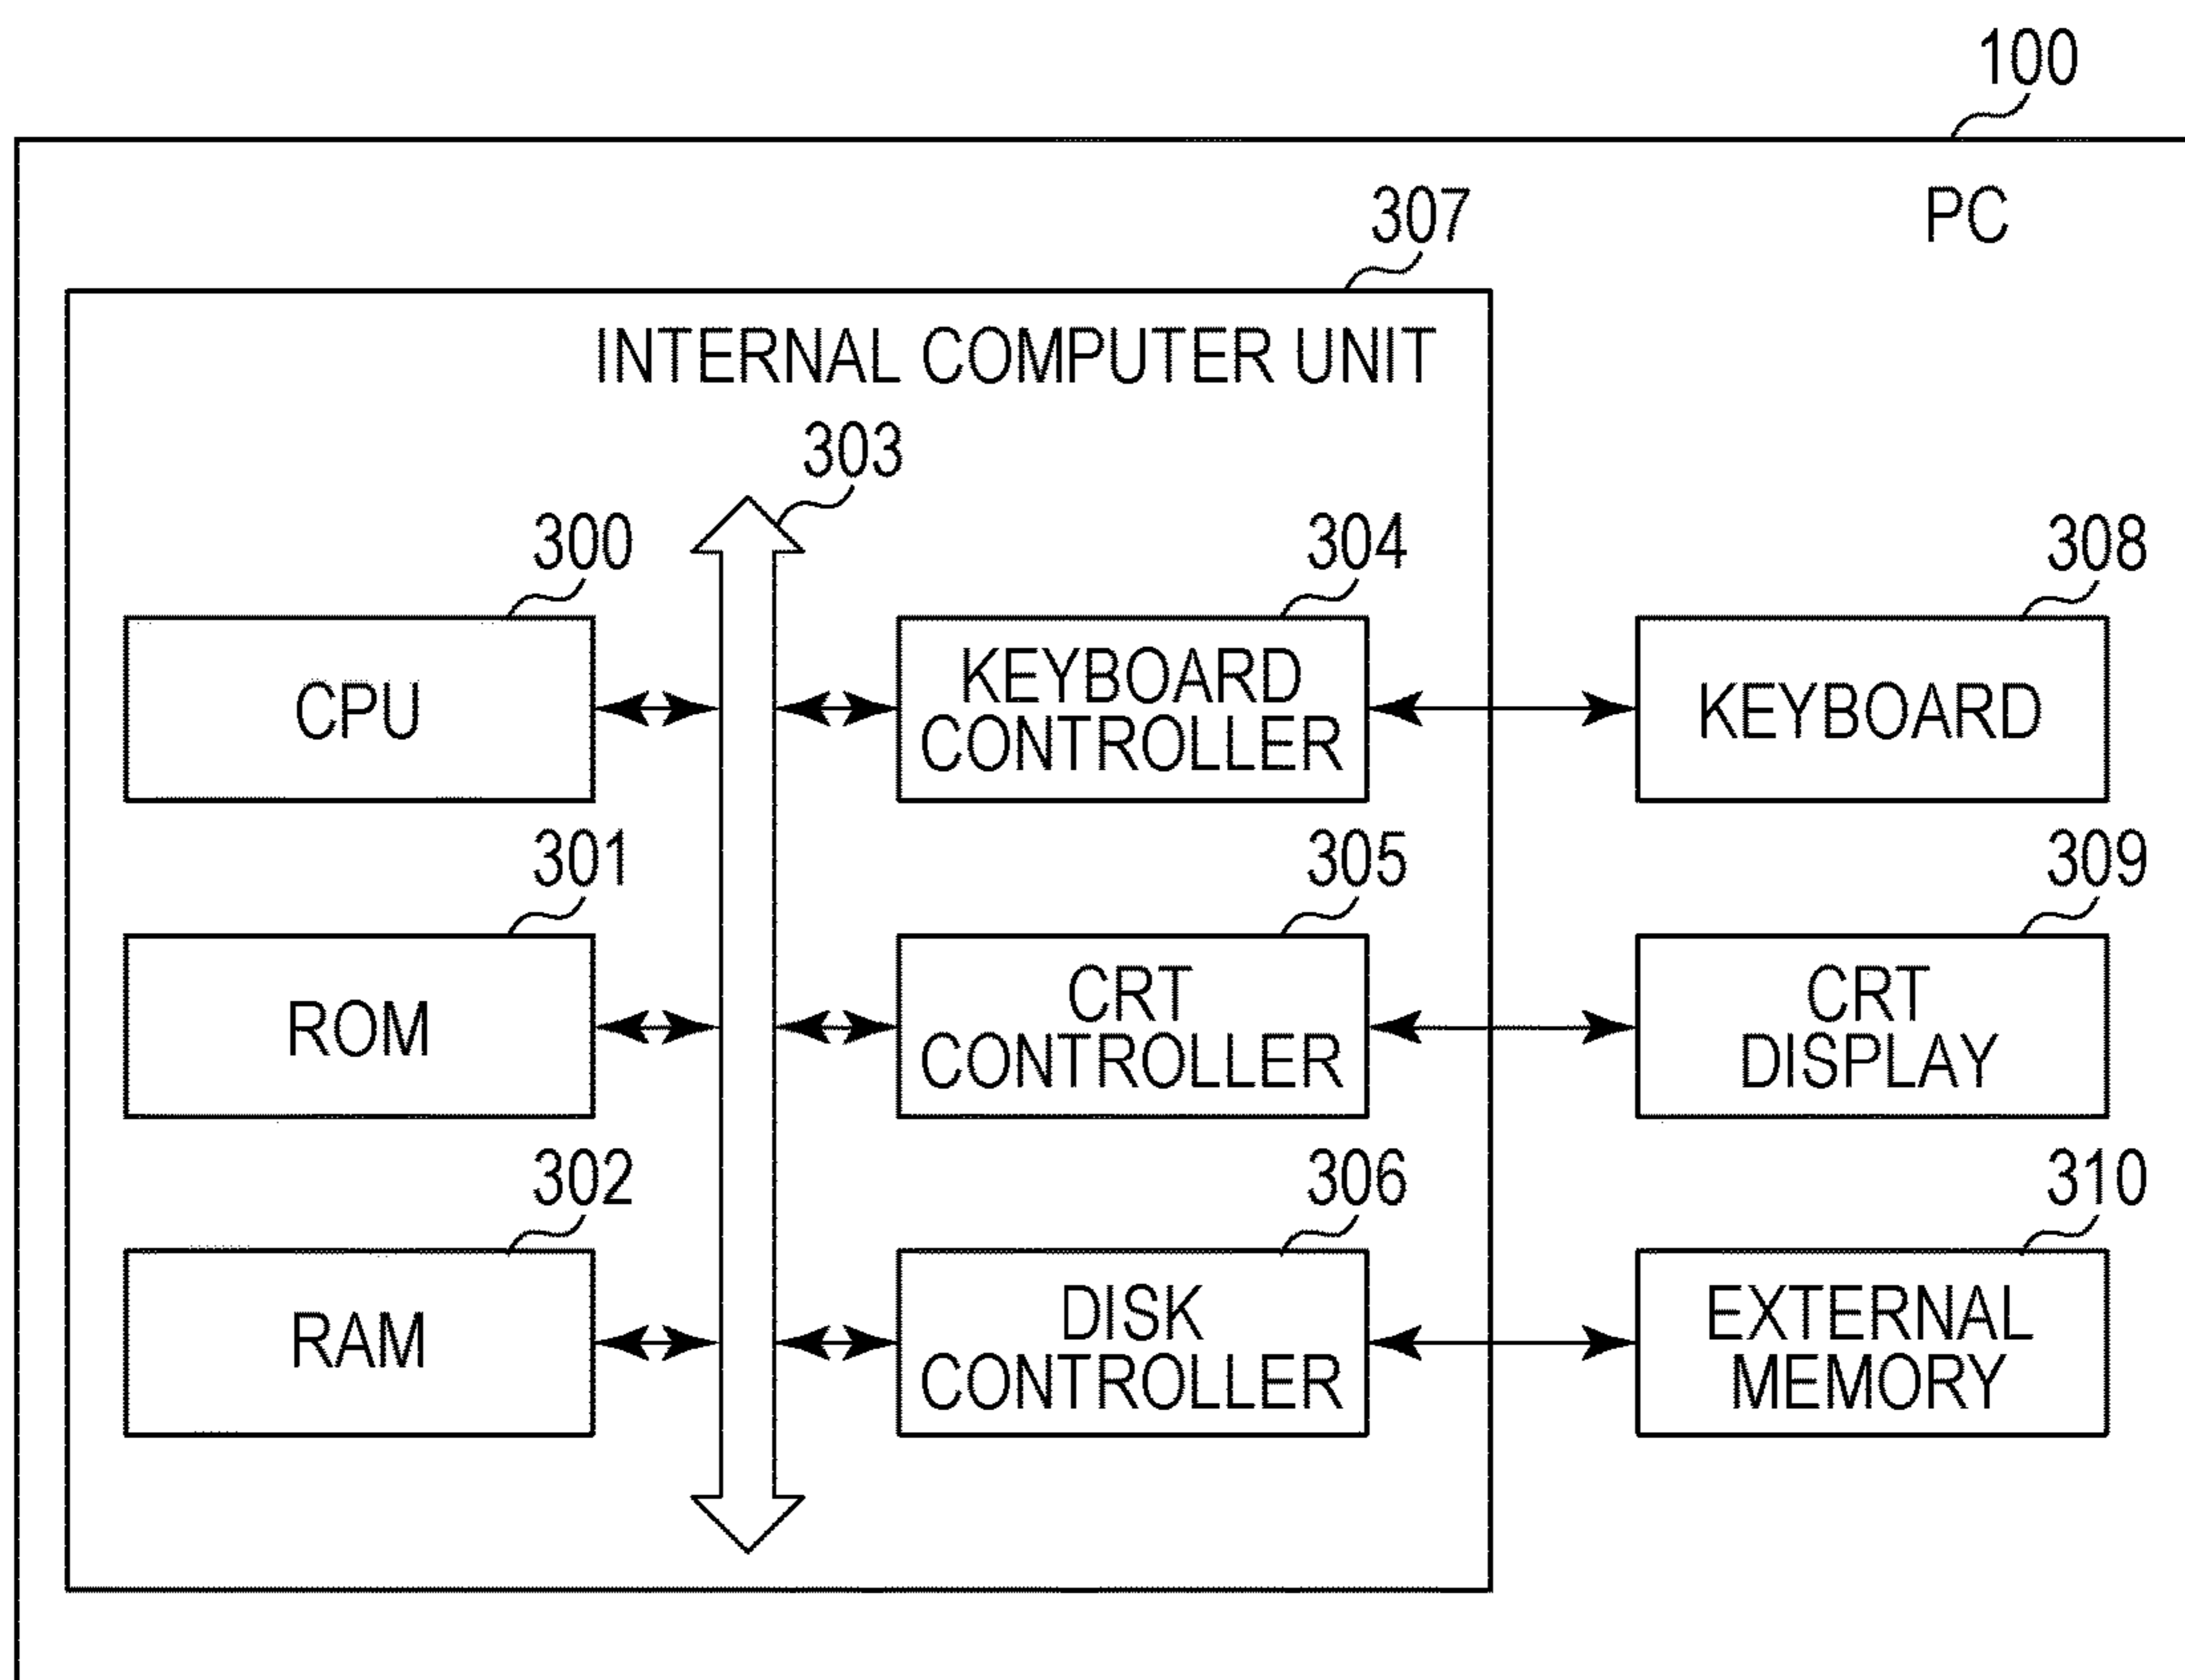 100
PC
307
INTERNAL COMPUTER UNIT
303
300
304
308
CPU
KEYBOARD
CONTROLLER
KEYBOARD
301
305
309
ROM
CRT
CONTROLLER
CRT
DISPLAY
302
306
310
RAM
DISK
CONTROLLER
EXTERNAL
MEMORY